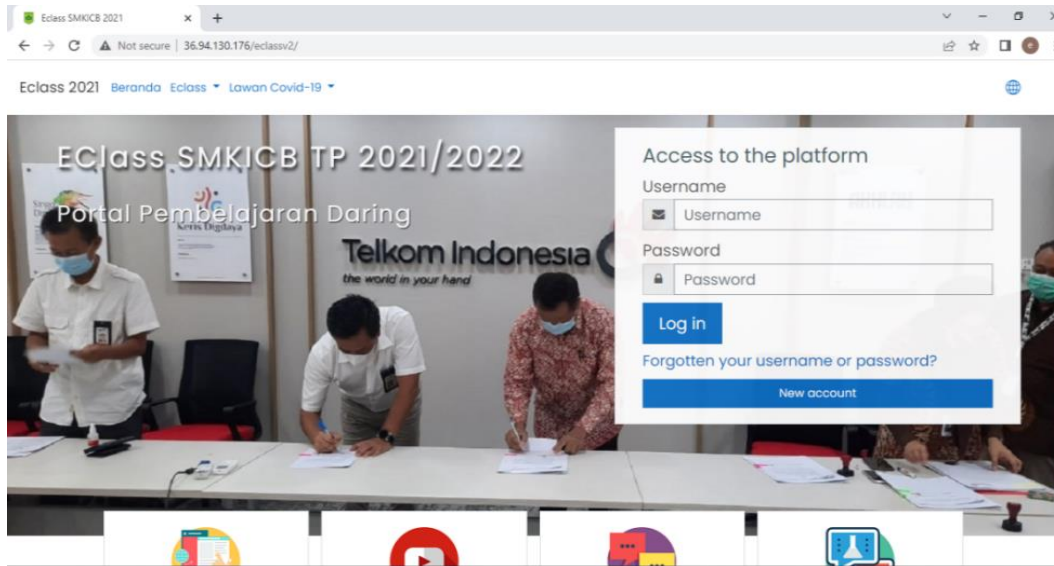 Eclass SMKICB 2021
Not secure | 36.94.130.176/eclassv2/
Eclass 2021 Beranda Eclass Lawan Covid-19
EClass SMKICB TP 2021/2022
Portal Pembelajaran Daring
Keris Digdaya
Telkom Indonesia
the world in your hand
Access to the platform
Username
Username
Password
Password
Log in
Forgotten your username or password?
New account